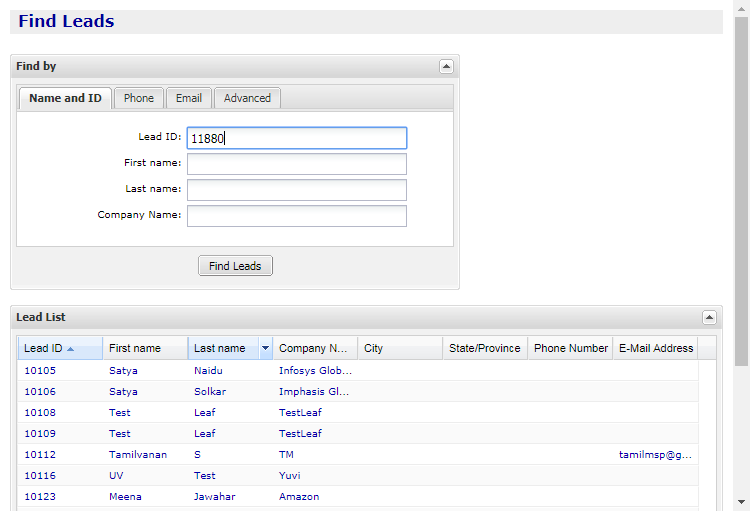 Find Leads
Find by
Name and ID Phone Email Advanced
Lead ID: 11880
First name:
Last name:
Company Name:
Find Leads
Lead List
Lead ID First name Last name Company N... City State/Province Phone Number E-Mail Address
10105 Satya Naidu Infosys Glob...
10106 Satya Solkar Imphasis Gl...
10108 Test Leaf TestLeaf
10109 Test Leaf TestLeaf
10112 Tamilvanan S TM tamilmsp@g...
10116 UV Test Yuvi
10123 Meena Jawahar Amazon